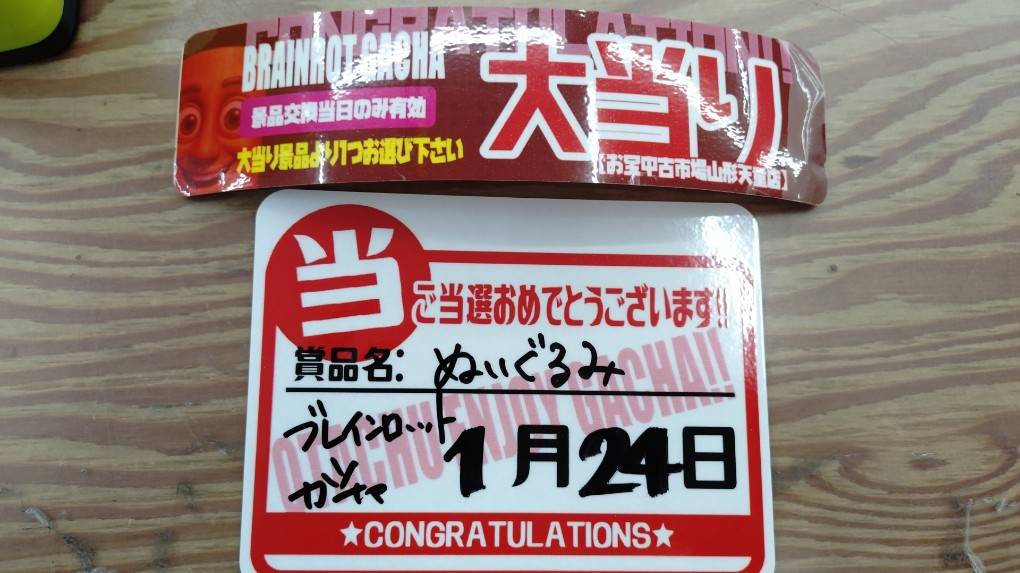 CONGRATULATION!!
BRAINROT GACHA
景品交換当日のみ有効
大当り景品より1つお選び下さい
大当り
【お宝中古市場山形天童店】
当
ご当選おめでとうございます!!
賞品名: ぬいぐるみ
ブレインロット
ガチャ
1月24日
ENJOY GACHA!!
★CONGRATULATIONS★